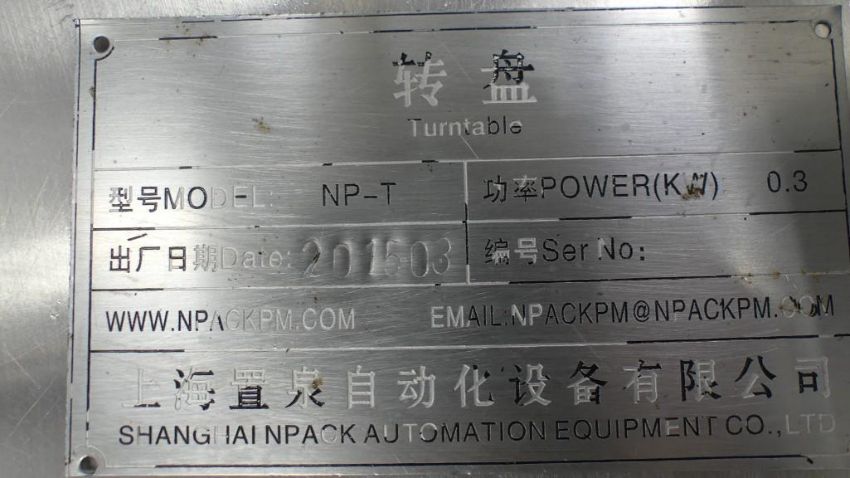 转盘
Turntable
型号MODEL: NP-T
功率POWER(KW) 0.3
出厂日期Date: 201503
编号Ser No:
WWW.NPACKPM.COM EMAIL:NPACKPM@NPACKPM.COM
上海置泉自动化设备有限公司
SHANGHAI NPACK AUTOMATION EQUIPMENT CO.,LTD